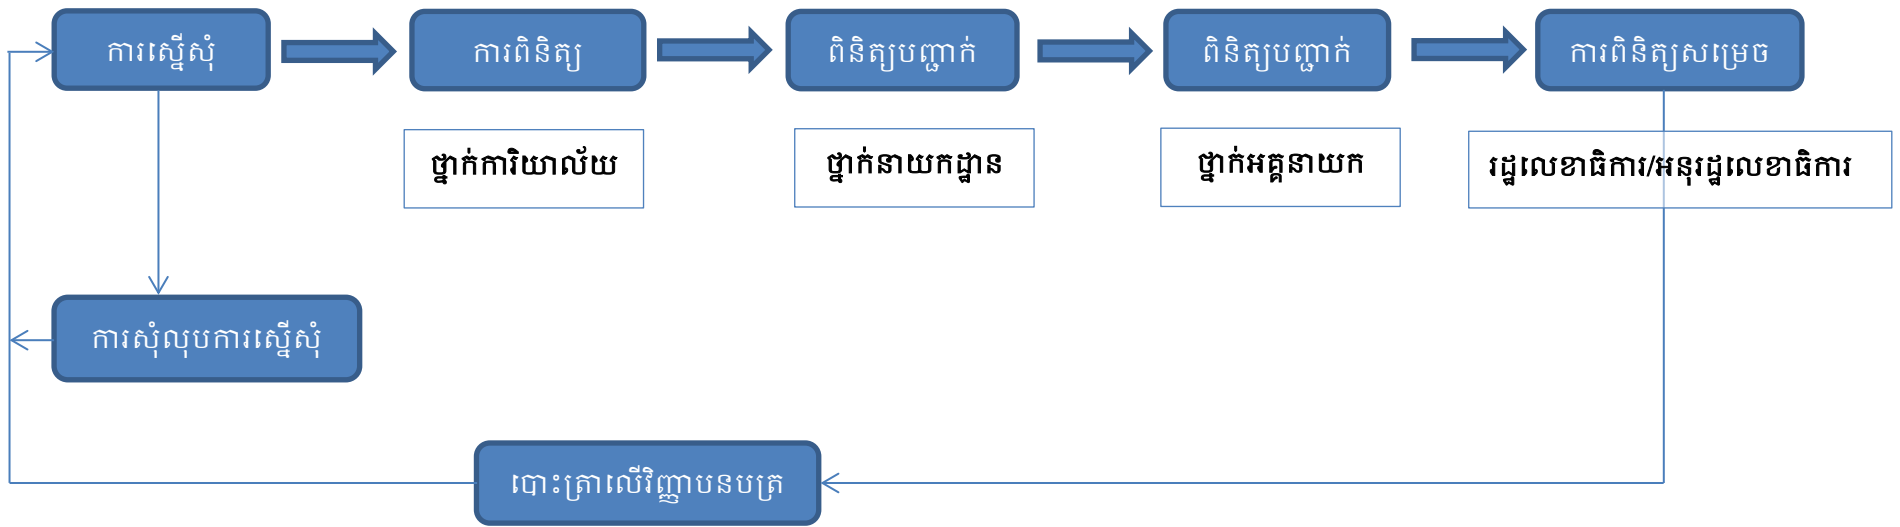 ការស្នើសុំ
ការពិនិត្យ
ពិនិត្យបញ្ជាក់
ពិនិត្យបញ្ជាក់
ការពិនិត្យសម្រេច
ថ្នាក់ការិយាល័យ
ថ្នាក់នាយកដ្ឋាន
ថ្នាក់អគ្គនាយក
រដ្ឋលេខាធិការ/អនុរដ្ឋលេខាធិការ
ការសុំលុបការស្នើសុំ
បោះត្រាលើវិញ្ញាបនបត្រ